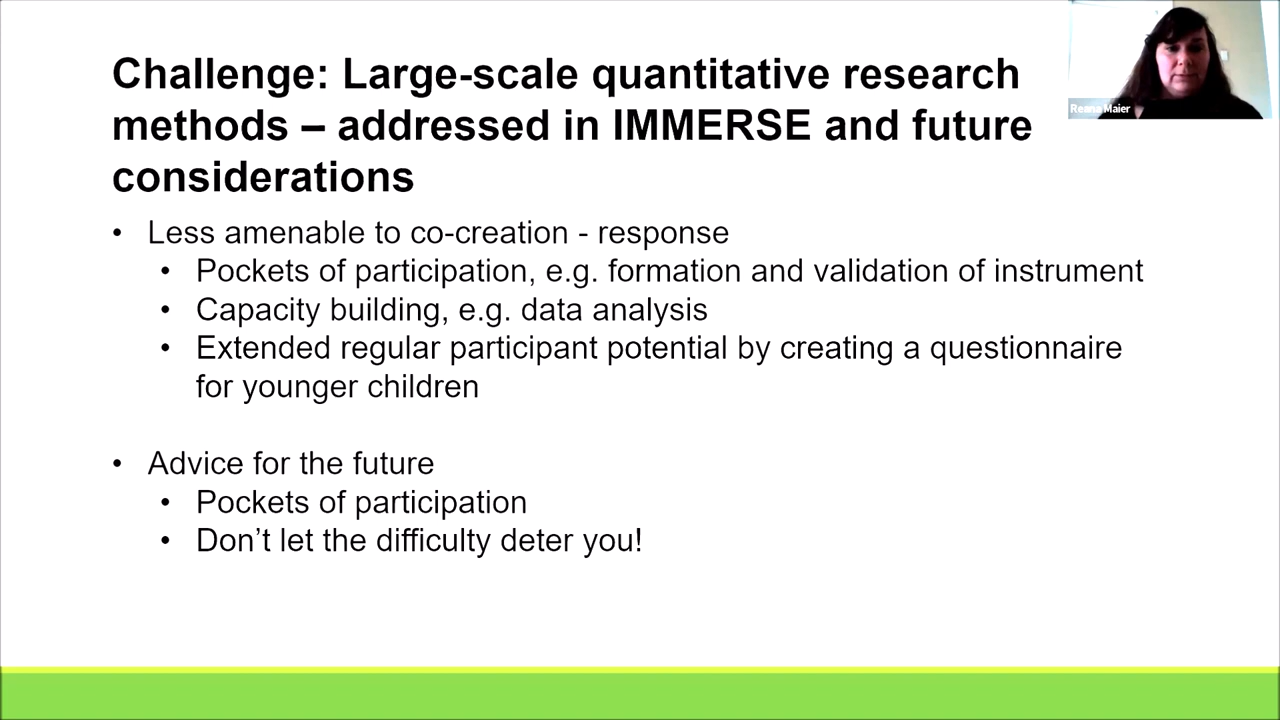 Challenge: Large-scale quantitative research
methods – addressed in IMMERSE and future
considerations
Reana Maier
• Less amenable to co-creation - response
• Pockets of participation, e.g. formation and validation of instrument
• Capacity building, e.g. data analysis
• Extended regular participant potential by creating a questionnaire
for younger children
• Advice for the future
• Pockets of participation
• Don’t let the difficulty deter you!